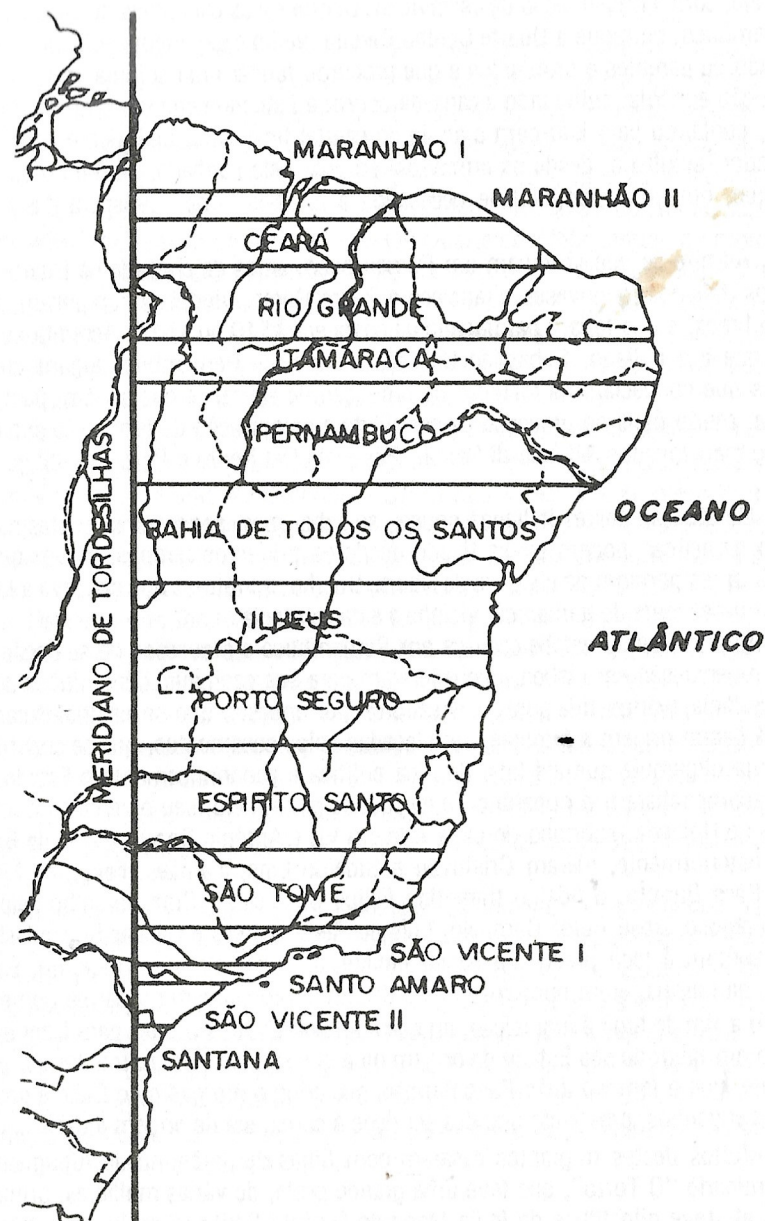 MARANHÃO I
MARANHÃO II
CEARÁ
RIO GRANDE
ITAMARACÁ
PERNAMBUCO
OCEANO
BAHIA DE TODOS OS SANTOS
ILHEUS
ATLÂNTICO
MERIDIANO DE TORDESILHAS
PORTO SEGURO
ESPIRITO SANTO
SÃO TOME
SÃO VICENTE I
SANTO AMARO
SÃO VICENTE II
SANTANA